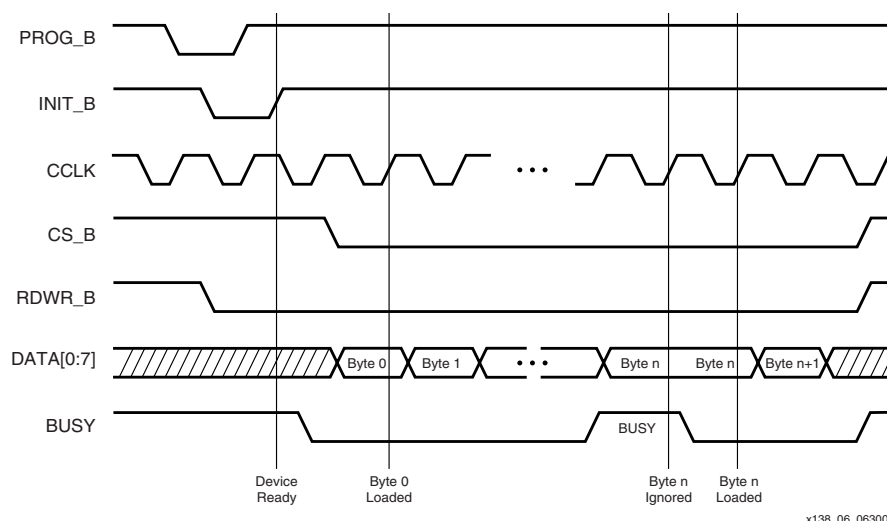 PROG_B
INIT_B
CCLK
• • •
CS_B
RDWR_B
DATA[0:7]
Byte 0 Byte 1 • • • Byte n Byte n Byte n+1
BUSY
BUSY
Device Ready
Byte 0 Loaded
Byte n Ignored
Byte n Loaded
x138_06_06300